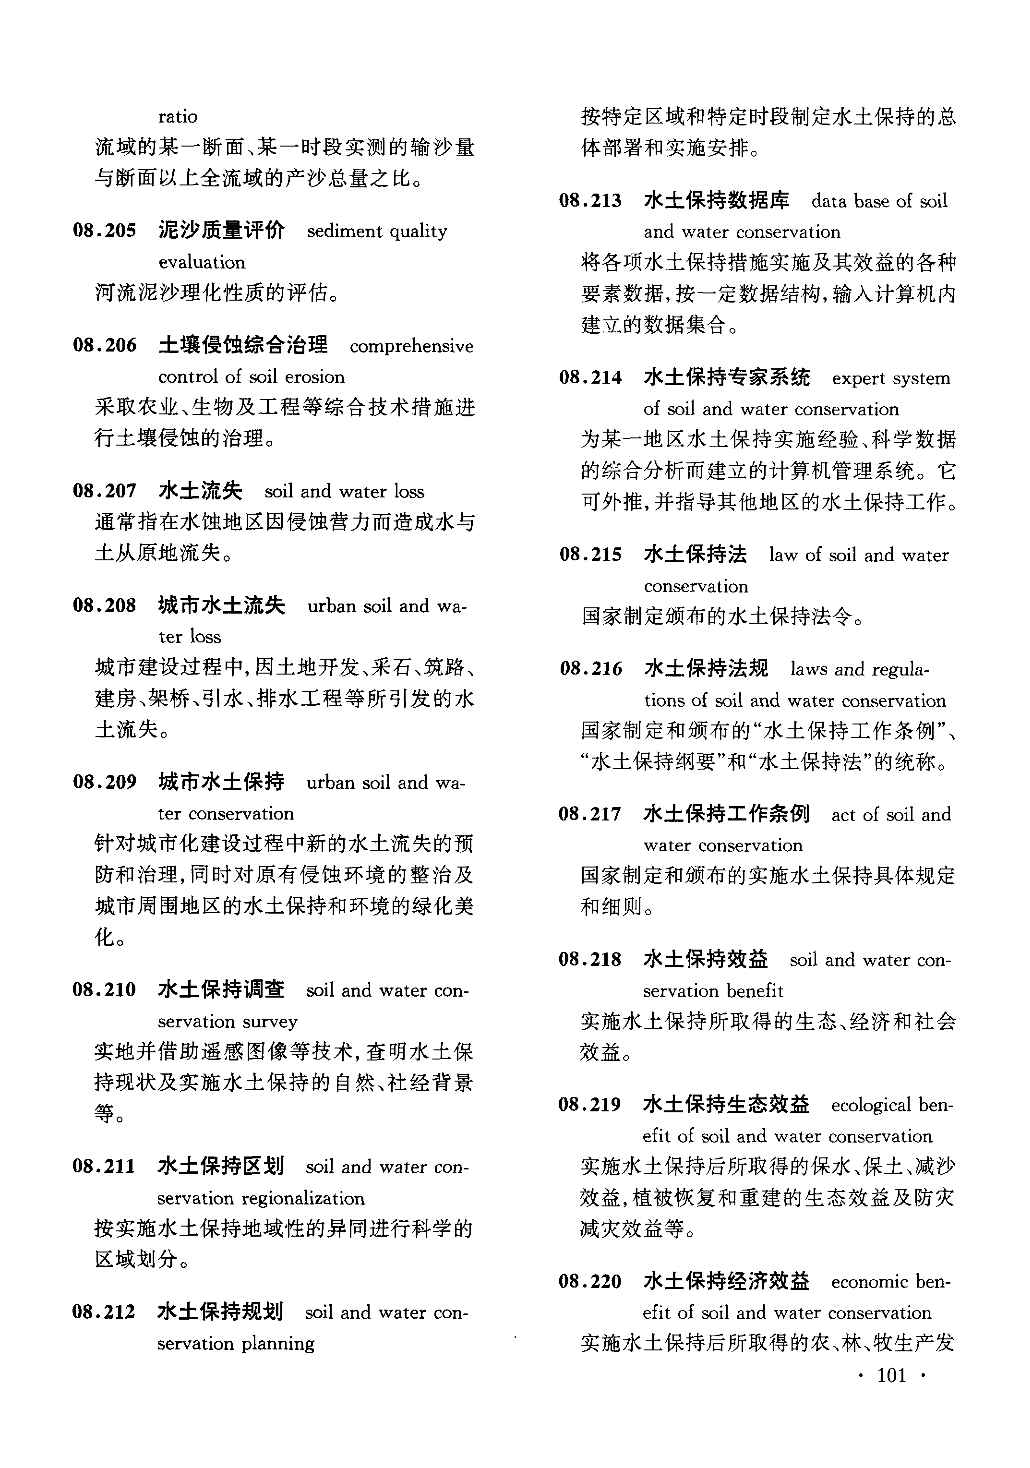 ratio
流域的某一断面、某一时段实测的输沙量
与断面以上全流域的产沙总量之比。
08.205 泥沙质量评价 sediment quality
evaluation
河流泥沙理化性质的评估。
08.206 土壤侵蚀综合治理 comprehensive
control of soil erosion
采取农业、生物及工程等综合技术措施进
行土壤侵蚀的治理。
08.207 水土流失 soil and water loss
通常指在水蚀地区因侵蚀营力而造成水与
土从原地流失。
08.208 城市水土流失 urban soil and wa-
ter loss
城市建设过程中,因土地开发、采石、筑路、
建房、架桥、引水、排水工程等所引发的水
土流失。
08.209 城市水土保持 urban soil and wa-
ter conservation
针对城市化建设过程中新的水土流失的预
防和治理,同时对原有侵蚀环境的整治及
城市周围地区的水土保持和环境的绿化美
化。
08.210 水土保持调查 soil and water con-
servation survey
实地并借助遥感图像等技术,查明水土保
持现状及实施水土保持的自然、社经背景
等。
08.211 水土保持区划 soil and water con-
servation regionalization
按实施水土保持地域性的异同进行科学的
区域划分。
08.212 水土保持规划 soil and water con-
servation planning
按特定区域和特定时段制定水土保持的总
体部署和实施安排。
08.213 水土保持数据库 data base of soil
and water conservation
将各项水土保持措施实施及其效益的各种
要素数据,按一定数据结构,输入计算机内
建立的数据集合。
08.214 水土保持专家系统 expert system
of soil and water conservation
为某一地区水土保持实施经验、科学数据
的综合分析而建立的计算机管理系统。它
可外推,并指导其他地区的水土保持工作。
08.215 水土保持法 law of soil and water
conservation
国家制定颁布的水土保持法令。
08.216 水土保持法规 laws and regula-
tions of soil and water conservation
国家制定和颁布的“水土保持工作条例”、
“水土保持纲要”和“水土保持法”的统称。
08.217 水土保持工作条例 act of soil and
water conservation
国家制定和颁布的实施水土保持具体规定
和细则。
08.218 水土保持效益 soil and water con-
servation benefit
实施水土保持所取得的生态、经济和社会
效益。
08.219 水土保持生态效益 ecological ben-
efit of soil and water conservation
实施水土保持后所取得的保水、保土、减沙
效益,植被恢复和重建的生态效益及防灾
减灾效益等。
08.220 水土保持经济效益 economic ben-
efit of soil and water conservation
实施水土保持后所取得的农、林、牧生产发
· 101 ·